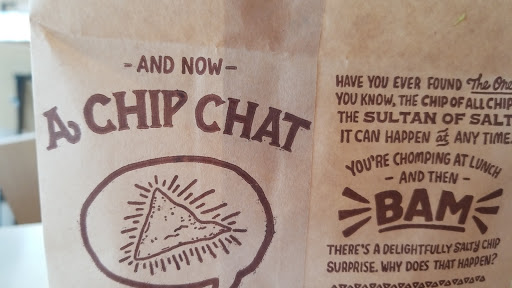 - AND NOW -
A CHIP CHAT
HAVE YOU EVER FOUND The One
YOU KNOW, THE CHIP OF ALL CHIP
THE SULTAN OF SALT
IT CAN HAPPEN at ANY TIME
YOU'RE CHOMPING AT LUNCH
- AND THEN -
BAM
THERE'S A DELIGHTFULLY SALTY CHIP
SURPRISE. WHY DOES THAT HAPPEN?